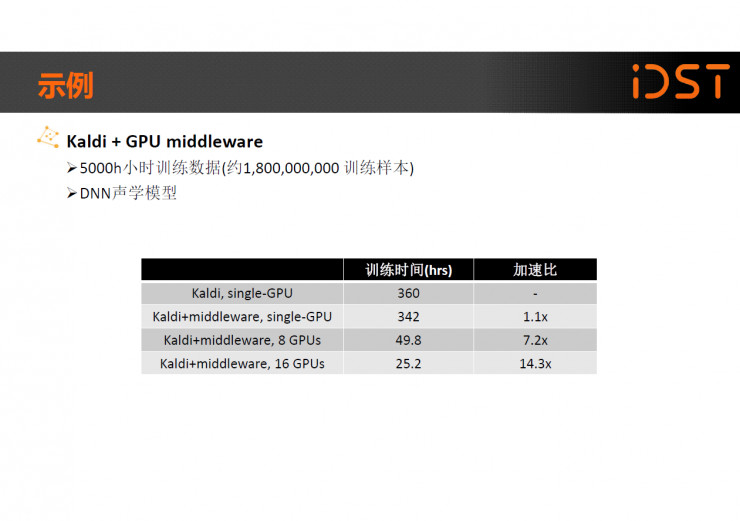 示例
iDST
Kaldi + GPU middleware
➢5000h小时训练数据(约1,800,000,000 训练样本)
➢DNN声学模型
训练时间(hrs) 加速比
Kaldi, single-GPU 360 -
Kaldi+middleware, single-GPU 342 1.1x
Kaldi+middleware, 8 GPUs 49.8 7.2x
Kaldi+middleware, 16 GPUs 25.2 14.3x